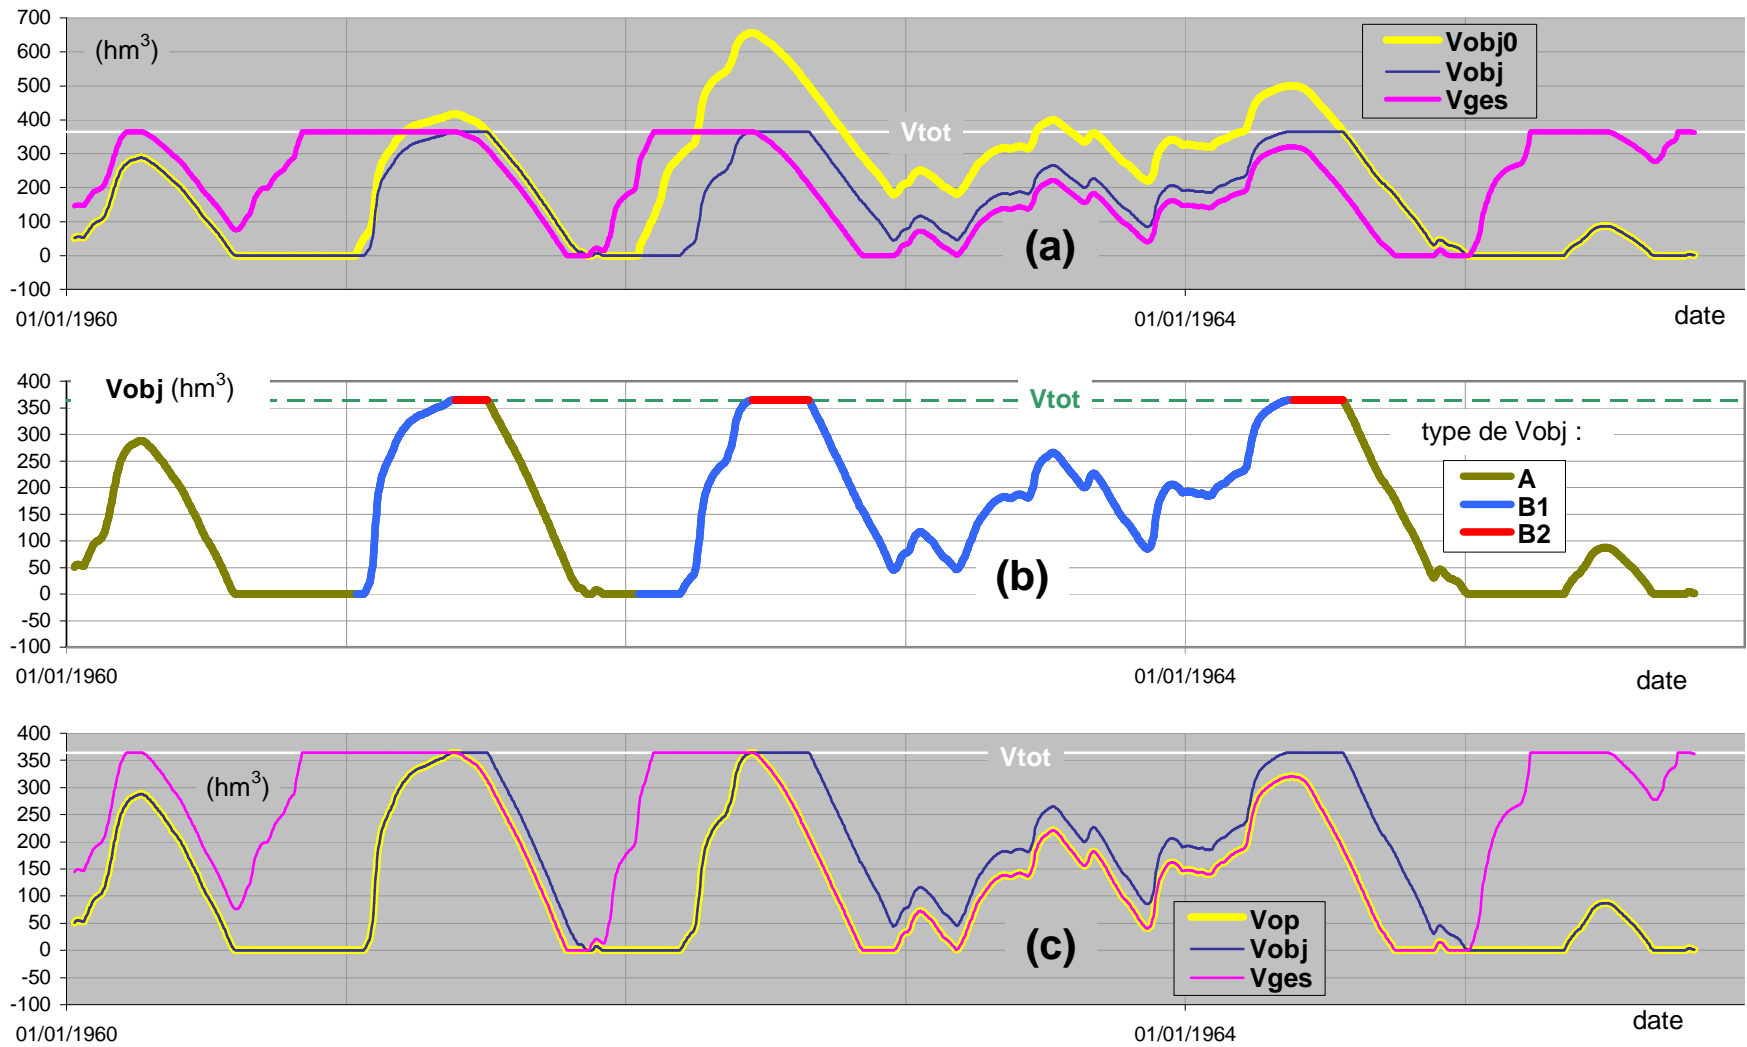 700
600
500
400
300
200
100
0
-100
(hm³)
Vobj0
Vobj
Vges
Vtot
(a)
01/01/1960
01/01/1964
date
400
350
300
250
200
150
100
50
0
-50
-100
Vobj (hm³)
Vtot
type de Vobj :
A
B1
B2
(b)
01/01/1960
01/01/1964
date
400
350
300
250
200
150
100
50
0
-50
-100
Vtot
(hm³)
Vop
Vobj
Vges
(c)
01/01/1960
01/01/1964
date